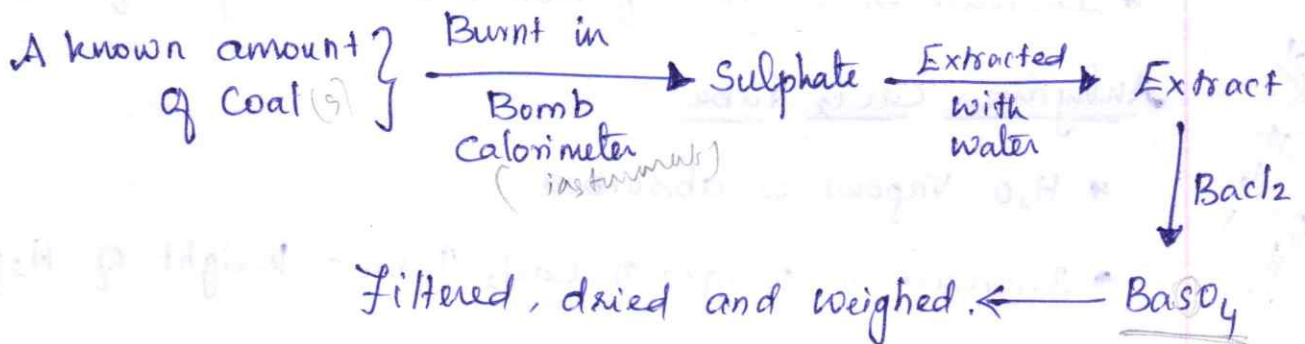 A known amount } Burnt in
of Coal (g) Bomb Calorimeter (instrument) → Sulphate Extracted with water → Extract
BaCl2
Filtered, dried and weighed. ← BaSO4